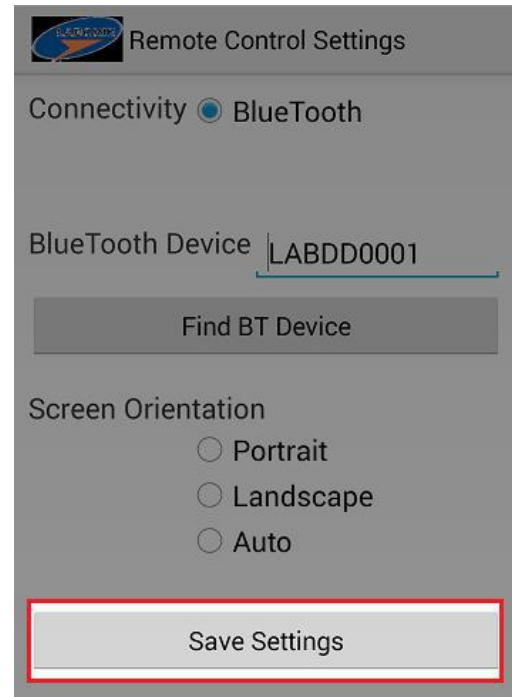 Remote Control Settings
Connectivity BlueTooth
BlueTooth Device LABDD0001
Find BT Device
Screen Orientation
Portrait
Landscape
Auto
Save Settings